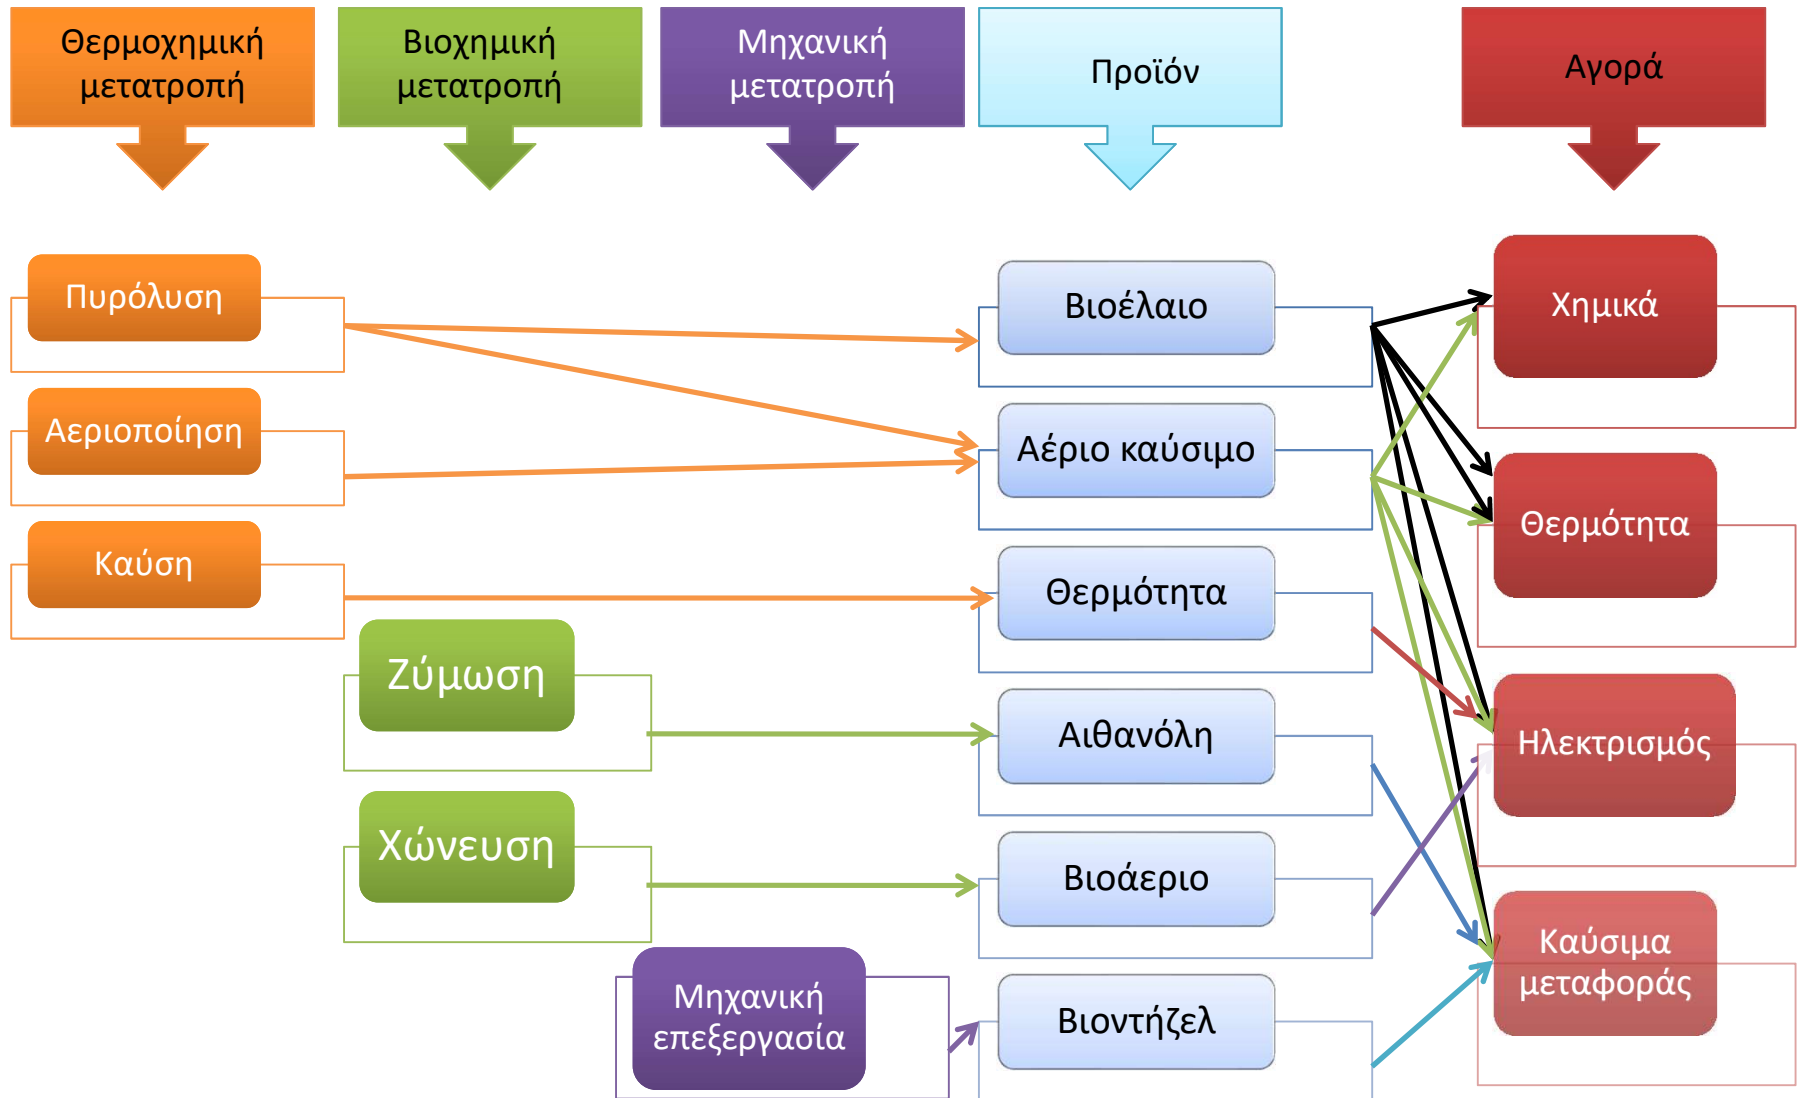 Θερμοχημική
μετατροπή
Βιοχημική
μετατροπή
Μηχανική
μετατροπή
Προϊόν
Αγορά
Πυρόλυση
Αεριοποίηση
Καύση
Ζύμωση
Χώνευση
Μηχανική
επεξεργασία
Βιοέλαιο
Αέριο καύσιμο
Θερμότητα
Αιθανόλη
Βιοάεριο
Βιοντήζελ
Χημικά
Θερμότητα
Ηλεκτρισμός
Καύσιμα
μεταφοράς